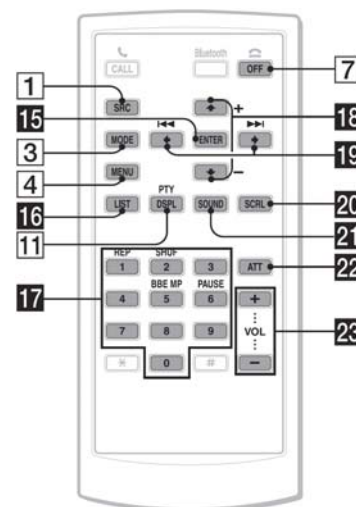 Bluetooth
CALL
OFF
7
1
SRC
+
18
15
MODE
ENTER
3
19
MENU
–
4
PTY
LIST
DSPL
SOUND
SCRL
20
16
11
21
REP
SHUF
1
2
3
ATT
22
17
BBE MP
PAUSE
4
5
6
+
7
8
9
VOL
23
–
*
0
#